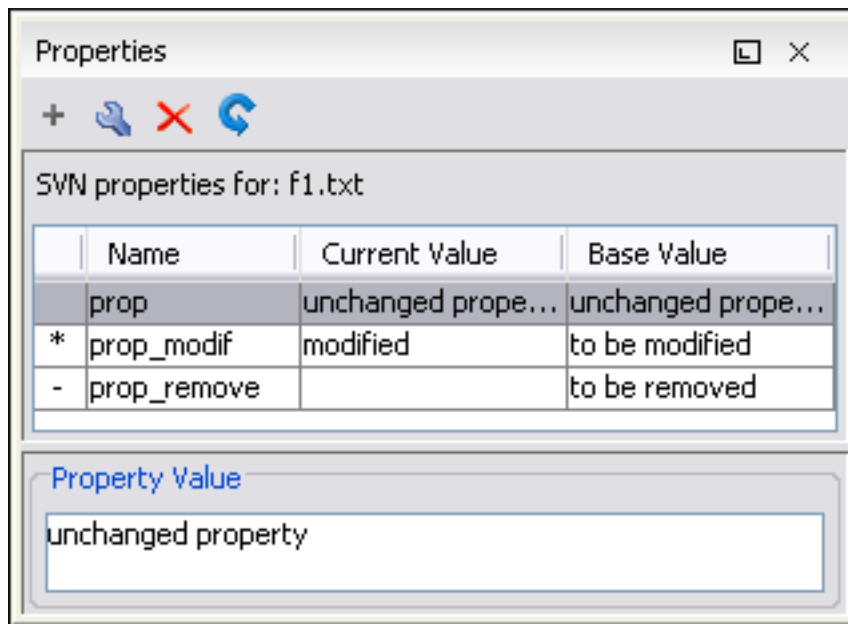 Properties
SVN properties for: f1.txt
Name Current Value Base Value
prop unchanged prope... unchanged prope...
* prop_modif modified to be modified
- prop_remove to be removed
Property Value
unchanged property